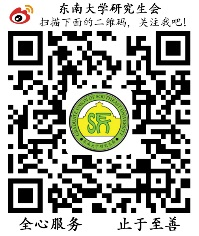 东南大学研究生会
扫描下面的二维码，关注我吧！
全心服务 止于至善